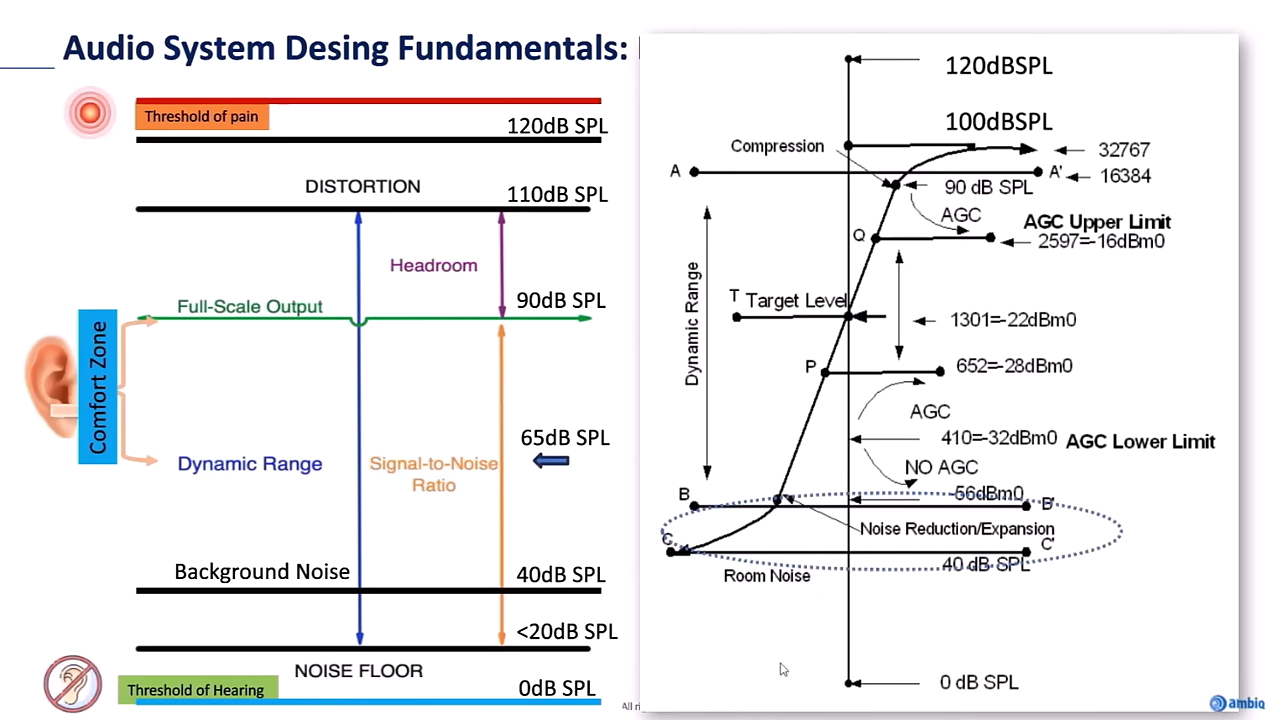 Audio System Desing Fundamentals:
Threshold of pain
120dB SPL
DISTORTION
110dB SPL
Headroom
Full-Scale Output
90dB SPL
Comfort Zone
65dB SPL
Dynamic Range
Signal-to-Noise
Ratio
Background Noise
40dB SPL
<20dB SPL
NOISE FLOOR
Threshold of Hearing
0dB SPL
All
120dBSPL
100dBSPL
Compression
32767
A
A'
16384
90 dB SPL
AGC
AGC Upper Limit
Q
2597=-16dBm0
Dynamic Range
T
Target Level
1301=-22dBm0
P
652=-28dBm0
AGC
410=-32dBm0
AGC Lower Limit
NO AGC
-56dBm0
B
B'
Noise Reduction/Expansion
C
C'
40 dB SPL
Room Noise
0 dB SPL
ambiq